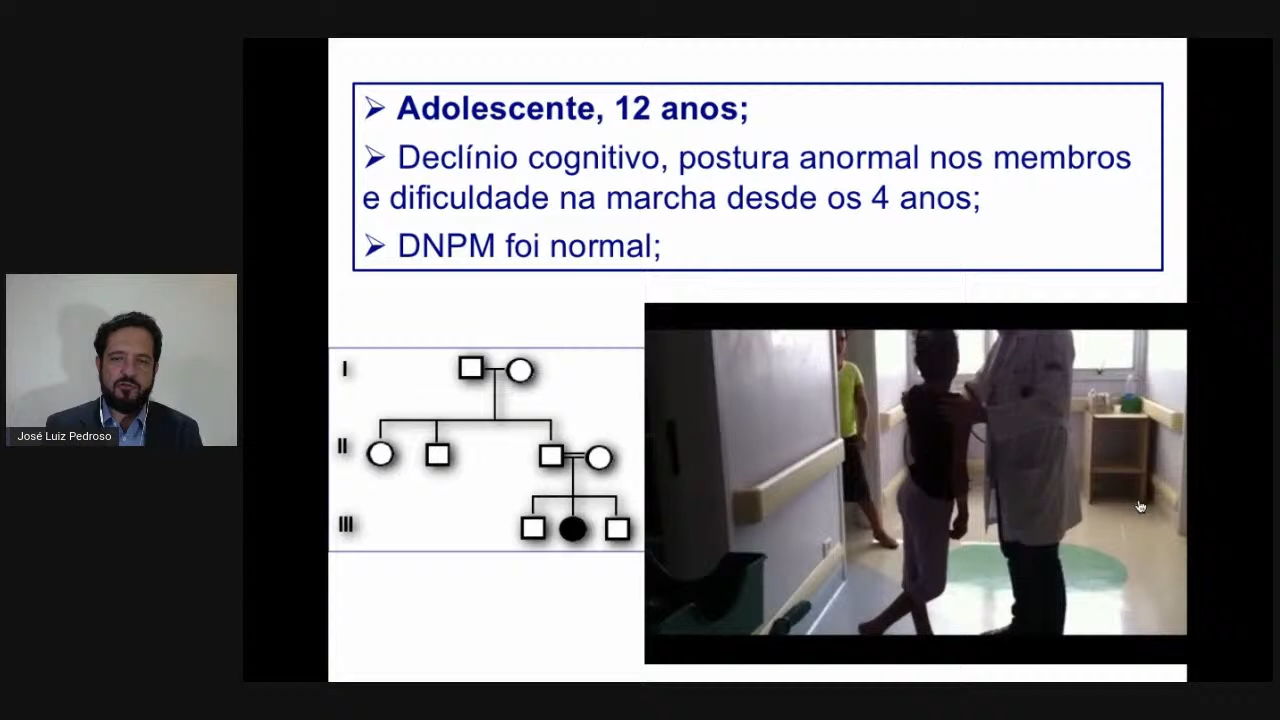 ➢ Adolescente, 12 anos;
➢ Declínio cognitivo, postura anormal nos membros
e dificuldade na marcha desde os 4 anos;
➢ DNPM foi normal;
I
II
III
José Luiz Pedroso